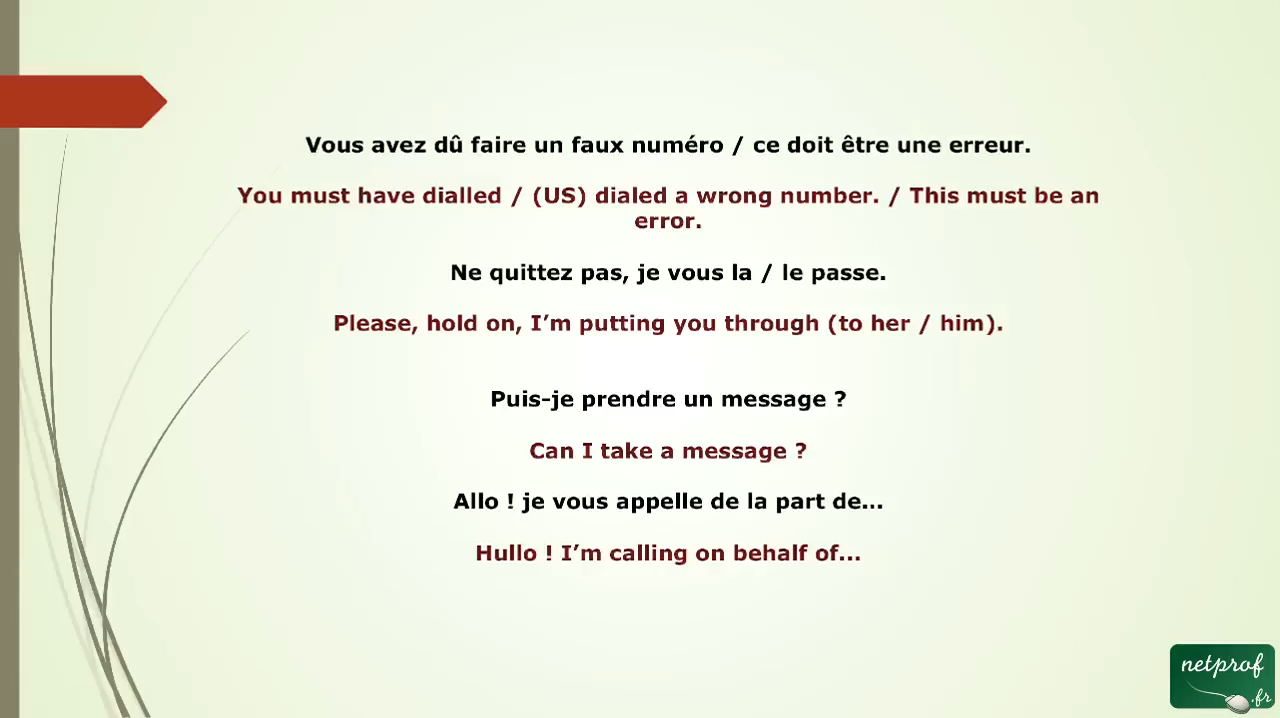 Vous avez dû faire un faux numéro / ce doit être une erreur.
You must have dialled / (US) dialed a wrong number. / This must be an
error.
Ne quittez pas, je vous la / le passe.
Please, hold on, I’m putting you through (to her / him).
Puis-je prendre un message ?
Can I take a message ?
Allo ! je vous appelle de la part de…
Hullo ! I’m calling on behalf of…
netprof
.fr